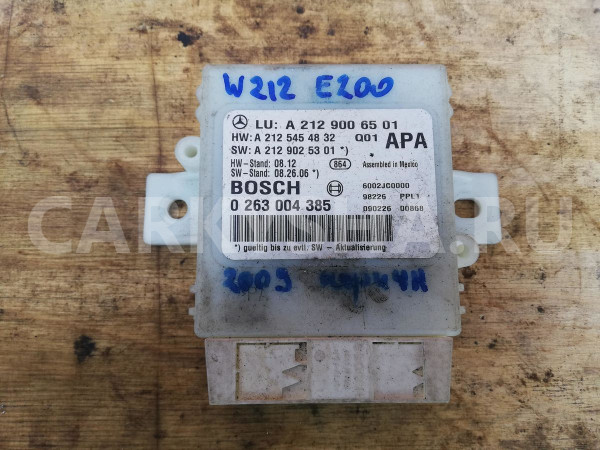 W212 E200
LU: A 212 900 65 01
HW: A 212 545 48 32 Q01 APA
SW: A 212 902 53 01 *)
HW-Stand: 08.12 864 Assembled in Mexico
SW-Stand: 08.26.06 *)
BOSCH 6002JC0000
0 263 004 385 98226 PPL1
090226 00868
*) gueltig bis zu evtl. SW - Aktualisierung
2009